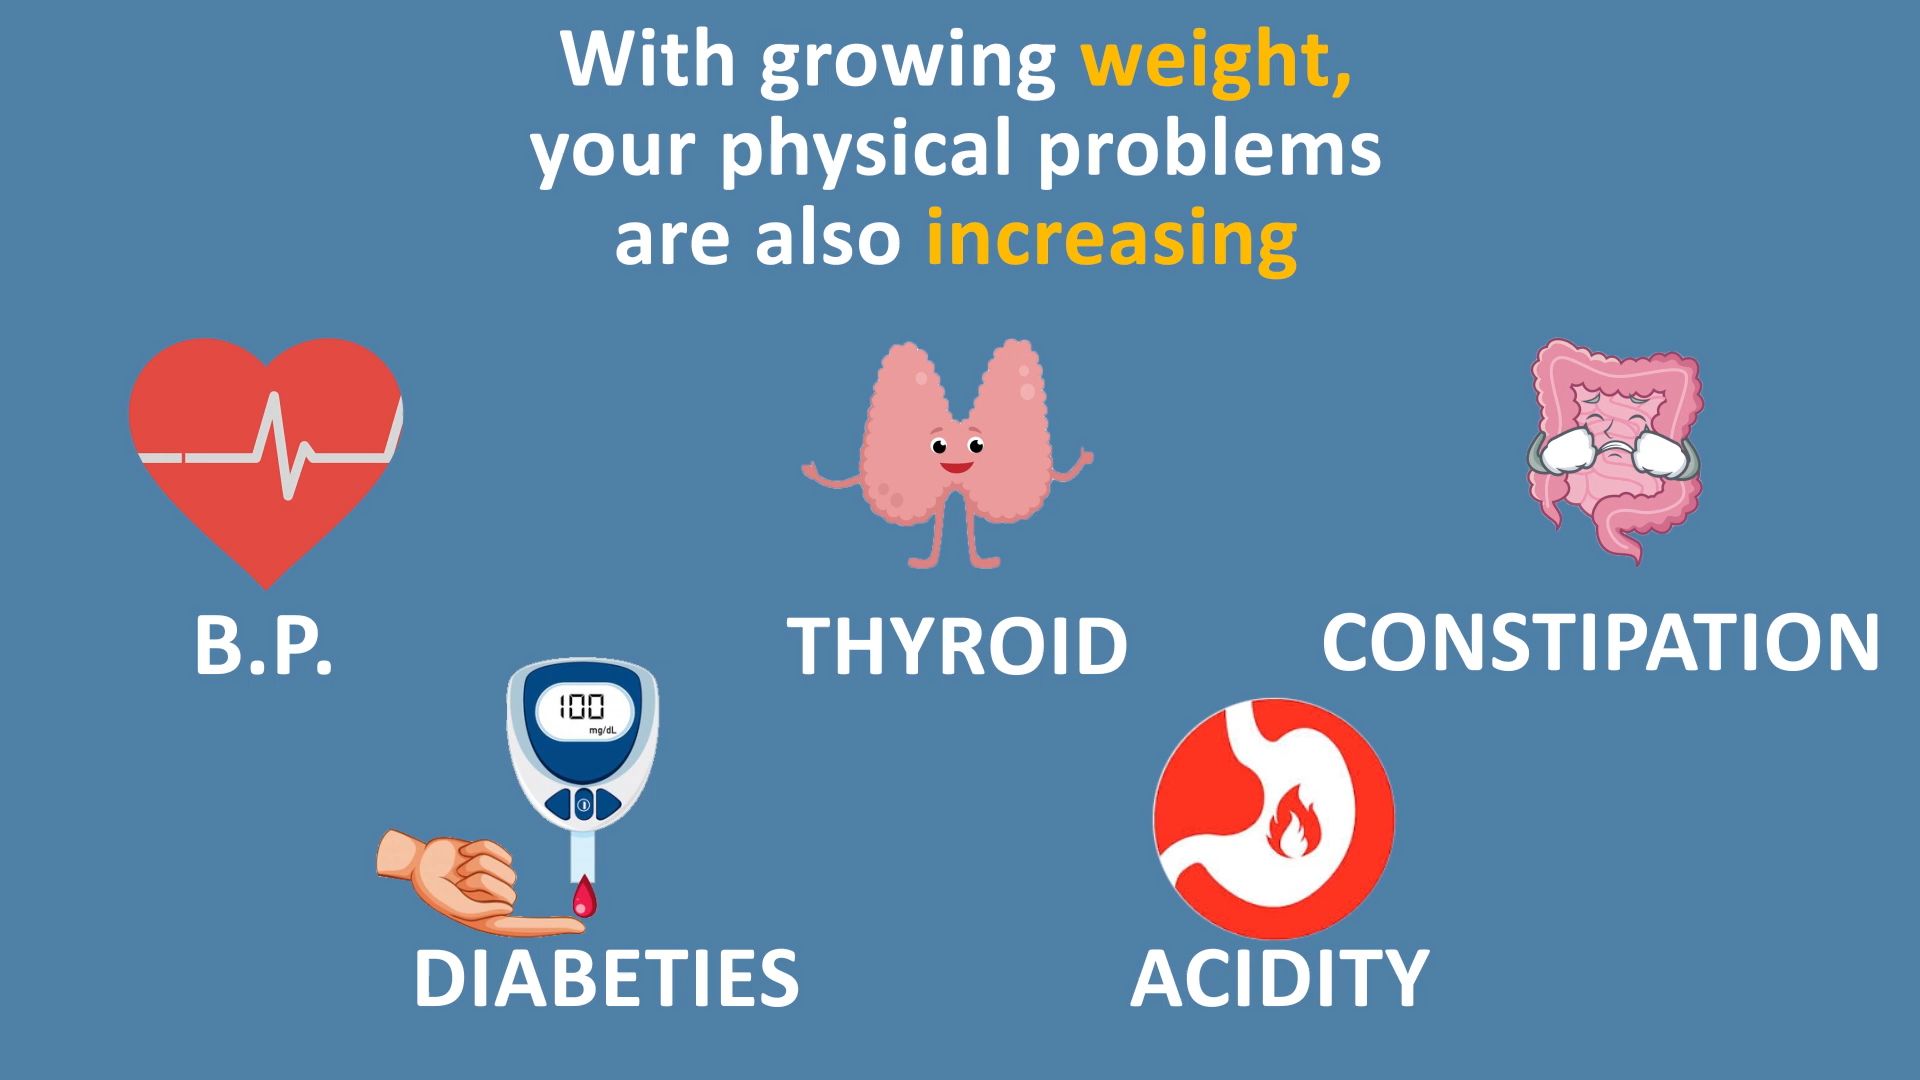 With growing weight,
your physical problems
are also increasing
B.P.
THYROID
CONSTIPATION
100
mg/dL
DIABETIES
ACIDITY